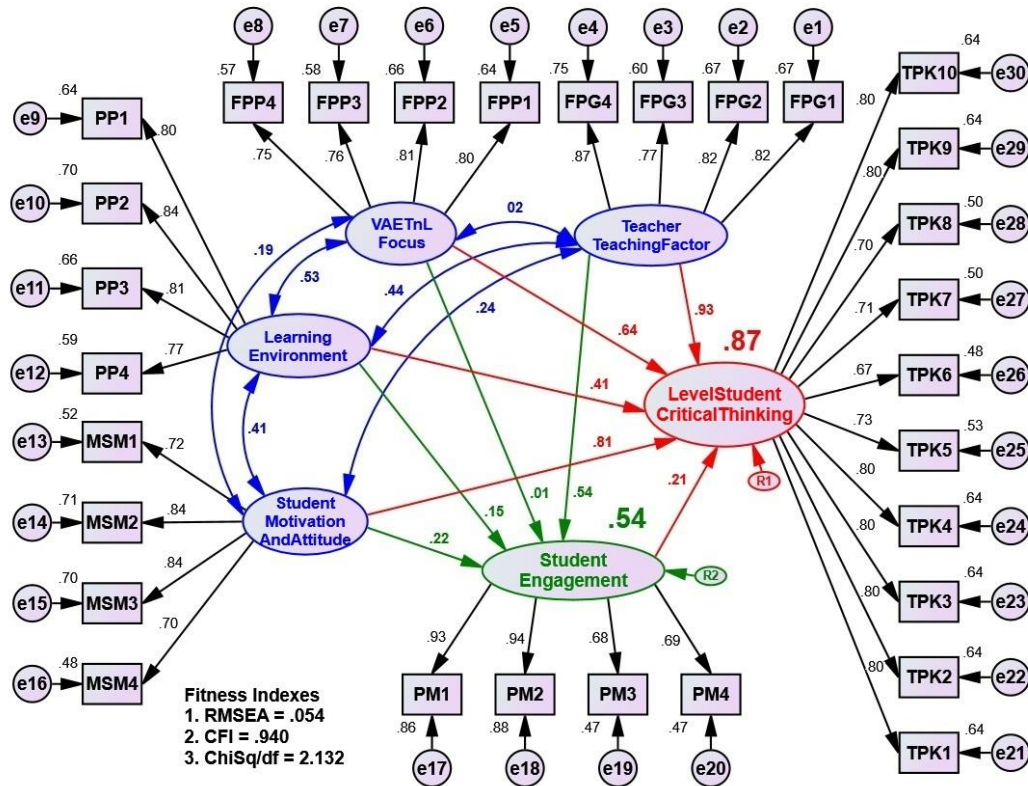 e8
e7
e6
e5
e4
e3
e2
e1
.57
.58
.66
.64
.75
.60
.67
.67
FPP4
FPP3
FPP2
FPP1
FPG4
FPG3
FPG2
FPG1
.75
.76
.81
.80
.87
.77
.82
.82
e9
.64
PP1
.80
e10
.70
PP2
.84
e11
.66
PP3
.81
e12
.59
PP4
.77
e13
.52
MSM1
.72
e14
.71
MSM2
.84
e15
.70
MSM3
.84
e16
.48
MSM4
.70
VAETnL
Focus
Teacher
TeachingFactor
Learning
Environment
Student
Motivation
AndAttitude
.19
.53
02
.44
.24
.41
.64
.93
.41
.81
.21
.01
.54
.15
.22
.87
LevelStudent
CriticalThinking
R1
.54
Student
Engagement
R2
.93
.94
.68
.69
PM1
PM2
PM3
PM4
.86
.88
.47
.47
e17
e18
e19
e20
.80
TPK10
.64
e30
.80
TPK9
.64
e29
.70
TPK8
.50
e28
.71
TPK7
.50
e27
.67
TPK6
.48
e26
.73
TPK5
.53
e25
.80
TPK4
.64
e24
.80
TPK3
.64
e23
.80
TPK2
.64
e22
.80
TPK1
.64
e21
Fitness Indexes
1. RMSEA = .054
2. CFI = .940
3. ChiSq/df = 2.132